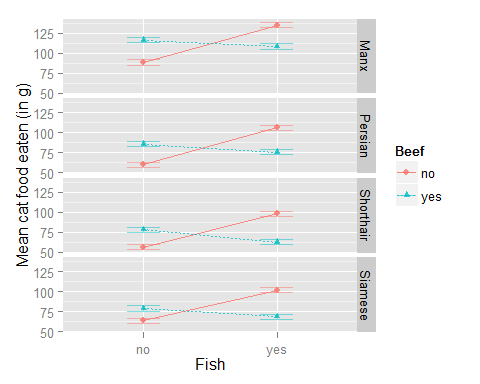 Mean cat food eaten (in g)
125
100
75
50
Manx
125
100
75
50
Persian
125
100
75
50
Shorthair
125
100
75
50
Siamese
no yes
Fish
Beef
no
yes